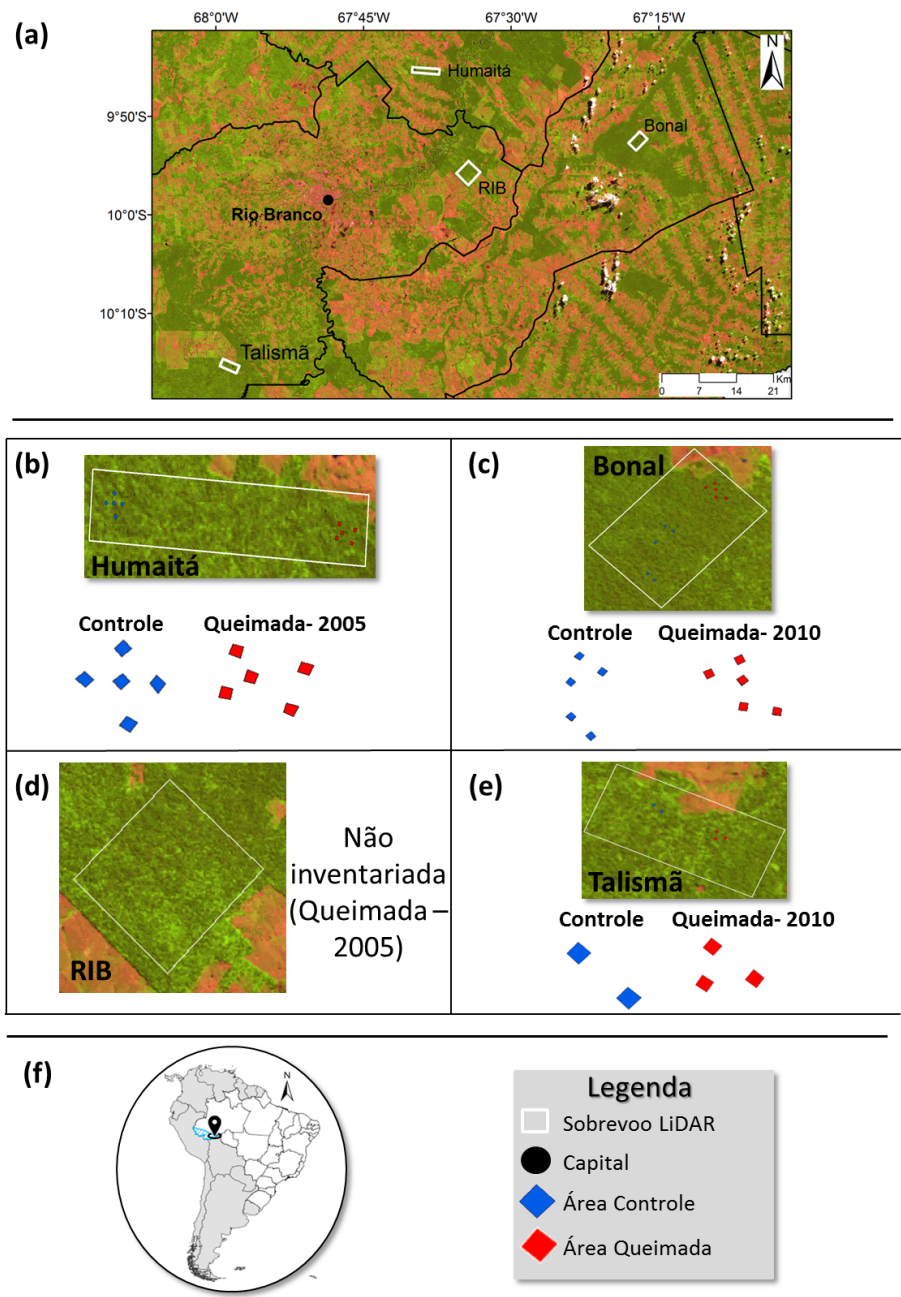 (a)
68°0'W 67°45'W 67°30'W 67°15'W
N
Humaitá
9°50'S
Bonal
RIB
Rio Branco
10°0'S
10°10'S
Talismã
Km
0 7 14 21
(b)
Humaitá
Controle Queimada- 2005
(c)
Bonal
Controle Queimada- 2010
(d)
RIB
Não
inventariada
(Queimada –
2005)
(e)
Talismã
Controle Queimada- 2010
(f)
N
Legenda
Sobrevoo LiDAR
Capital
Área Controle
Área Queimada